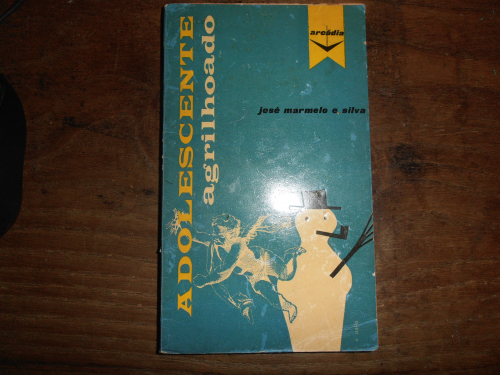 arcádia
josé marmelo e silva
ADOLESCENTE
agrilhoado